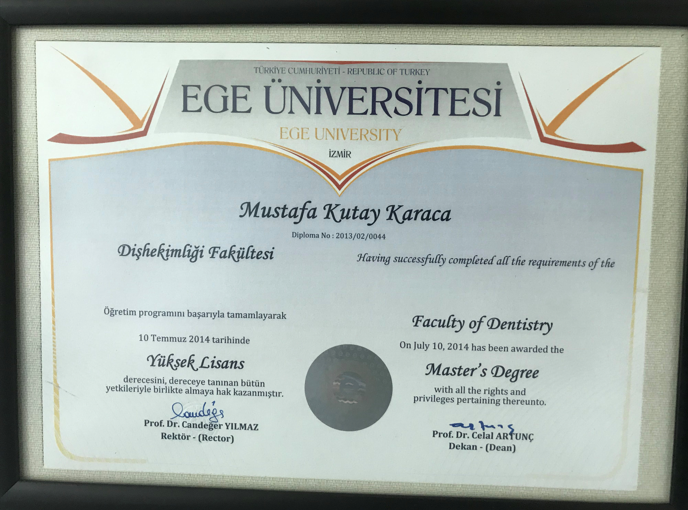 TÜRKİYE CUMHURİYETİ - REPUBLIC OF TURKEY
EGE ÜNİVERSİTESİ
EGE UNIVERSITY
İZMİR
Mustafa Kutay Karaca
Diploma No : 2013/02/0044
Dişhekimliği Fakültesi
Öğretim programını başarıyla tamamlayarak
10 Temmuz 2014 tarihinde
Yüksek Lisans
derecesini, dereceye tanınan bütün
yetkileriyle birlikte almaya hak kazanmıştır.
Prof. Dr. Candeğer YILMAZ
Rektör - (Rector)
Having successfully completed all the requirements of the
Faculty of Dentistry
On July 10, 2014 has been awarded the
Master's Degree
with all the rights and
privileges pertaining thereunto.
Prof. Dr. Celal ARTUNÇ
Dekan - (Dean)